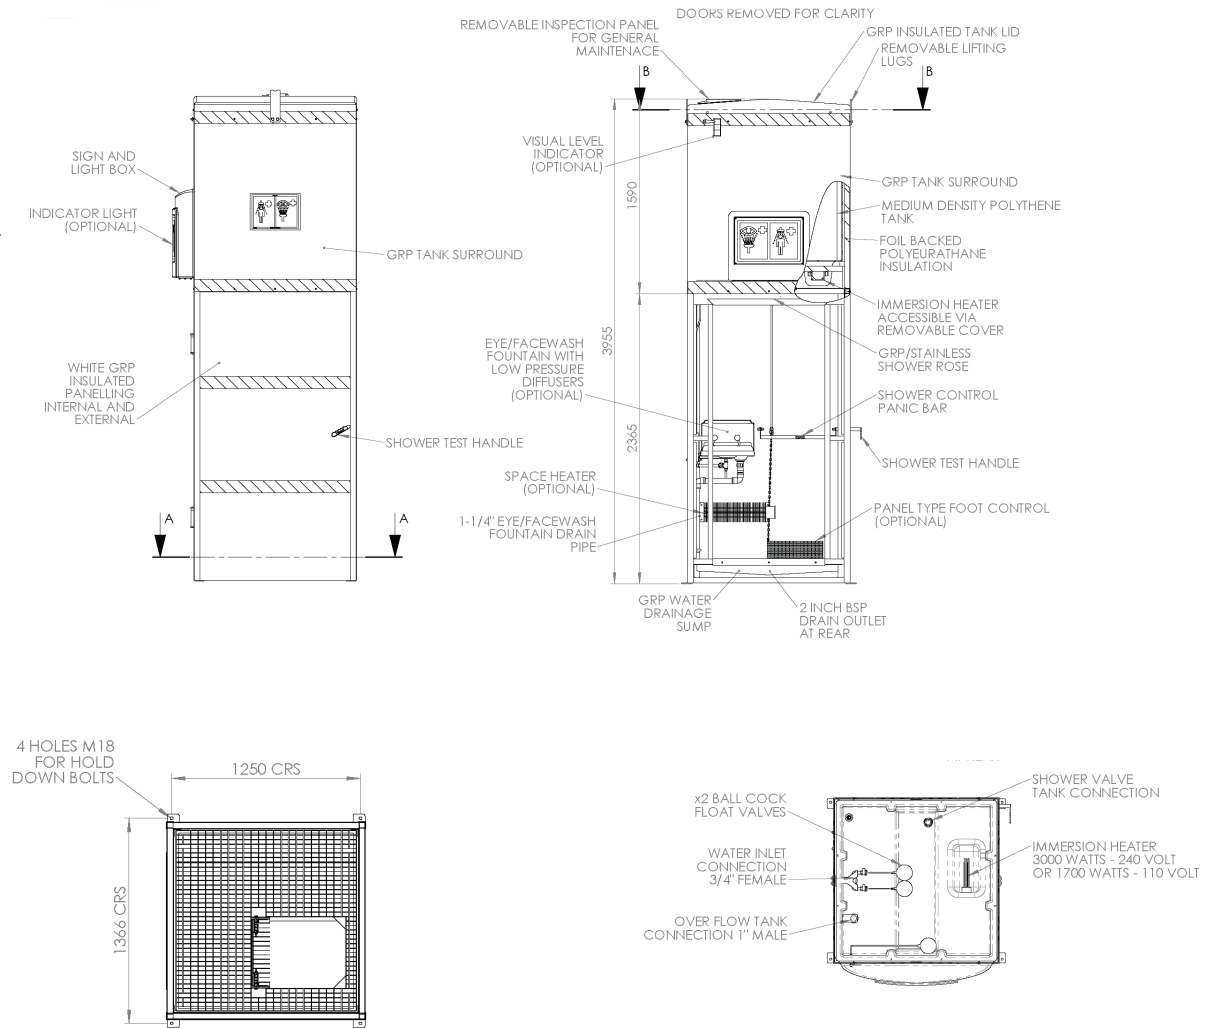 DOORS REMOVED FOR CLARITY
REMOVABLE INSPECTION PANEL
FOR GENERAL
MAINTENACE
GRP INSULATED TANK LID
REMOVABLE LIFTING
LUGS
B
B
VISUAL LEVEL
INDICATOR
(OPTIONAL)
SIGN AND
LIGHT BOX
INDICATOR LIGHT
(OPTIONAL)
GRP TANK SURROUND
1590
GRP TANK SURROUND
MEDIUM DENSITY POLYTHENE
TANK
FOIL BACKED
POLYEURATHANE
INSULATION
IMMERSION HEATER
ACCESSIBLE VIA
REMOVABLE COVER
GRP/STAINLESS
SHOWER ROSE
3955
EYE/FACEWASH
FOUNTAIN WITH
LOW PRESSURE
DIFFUSERS
(OPTIONAL)
WHITE GRP
INSULATED
PANELLING
INTERNAL AND
EXTERNAL
SHOWER CONTROL
PANIC BAR
2365
SHOWER TEST HANDLE
SHOWER TEST HANDLE
SPACE HEATER
(OPTIONAL)
PANEL TYPE FOOT CONTROL
(OPTIONAL)
A
A
1-1/4" EYE/FACEWASH
FOUNTAIN DRAIN
PIPE
GRP WATER
DRAINAGE
SUMP
2 INCH BSP
DRAIN OUTLET
AT REAR
4 HOLES M18
FOR HOLD
DOWN BOLTS
1250 CRS
1366 CRS
x2 BALL COCK
FLOAT VALVES
SHOWER VALVE
TANK CONNECTION
WATER INLET
CONNECTION
3/4" FEMALE
IMMERSION HEATER
3000 WATTS - 240 VOLT
OR 1700 WATTS - 110 VOLT
OVER FLOW TANK
CONNECTION 1" MALE